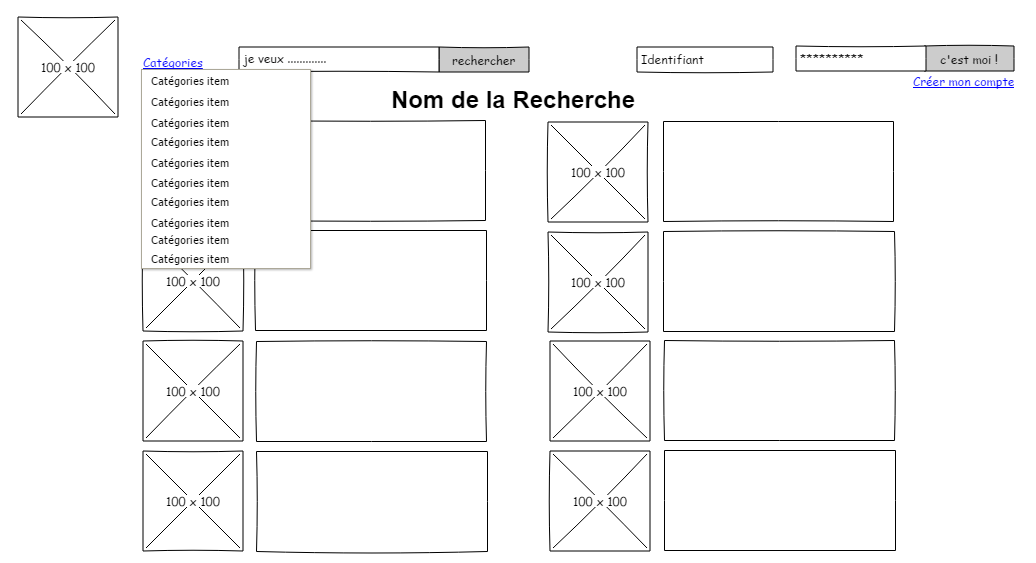 100 x 100
Catégories
je veux .............
rechercher
Identifiant
**********
c'est moi !
Créer mon compte
Nom de la Recherche
Catégories item
Catégories item
Catégories item
Catégories item
Catégories item
Catégories item
Catégories item
Catégories item
Catégories item
Catégories item
100 x 100
100 x 100
100 x 100
100 x 100
100 x 100
100 x 100
100 x 100